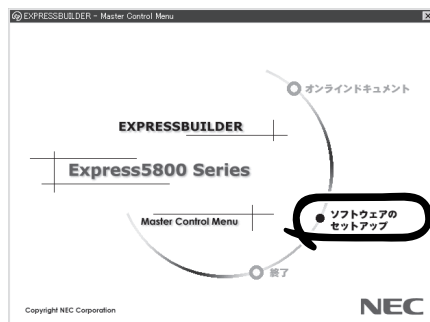 EXPRESSBUILDER - Master Control Menu
オンラインドキュメント
EXPRESSBUILDER
Express5800 Series
ソフトウェアの
セットアップ
Master Control Menu
終了
Copyright NEC Corporation
NEC